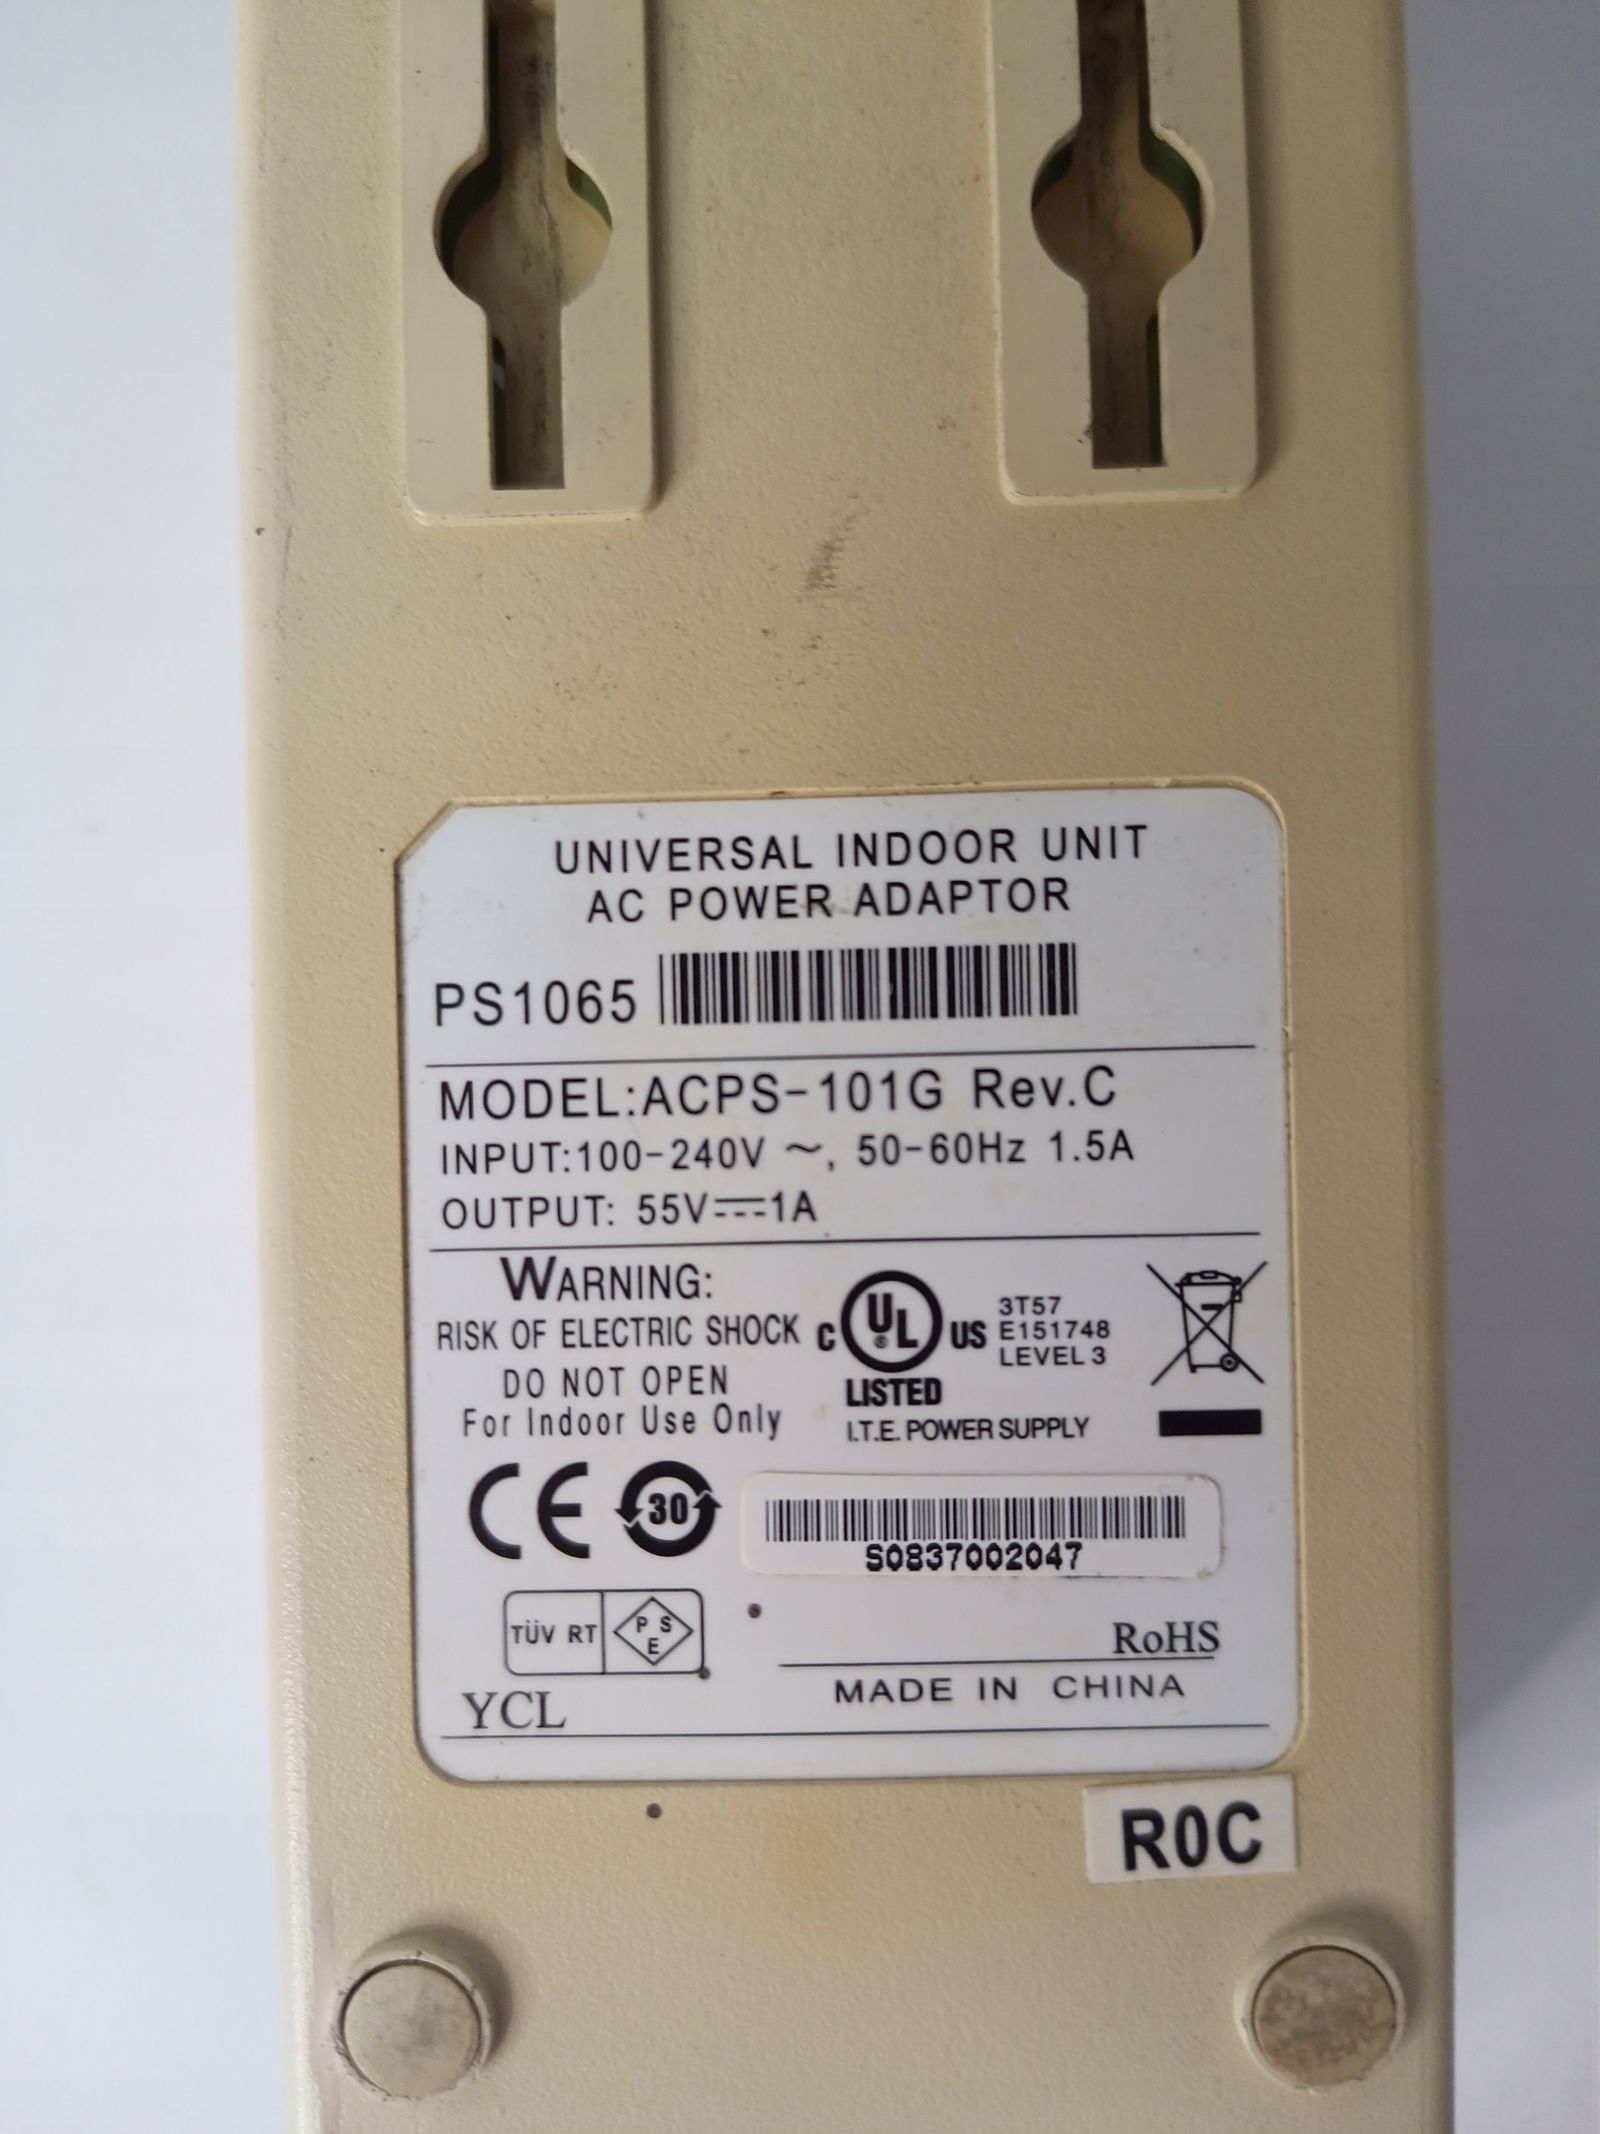 UNIVERSAL INDOOR UNIT
AC POWER ADAPTOR
PS1065
MODEL:ACPS-101G Rev.C
INPUT:100-240V ~, 50-60Hz 1.5A
OUTPUT: 55V⎓1A
WARNING:
RISK OF ELECTRIC SHOCK
DO NOT OPEN
For Indoor Use Only
C UL® US
LISTED
3T57
E151748
LEVEL 3
I.T.E. POWER SUPPLY
CE
30
S0837002047
TÜV RT
P S
E
RoHS
MADE IN CHINA
YCL
R0C